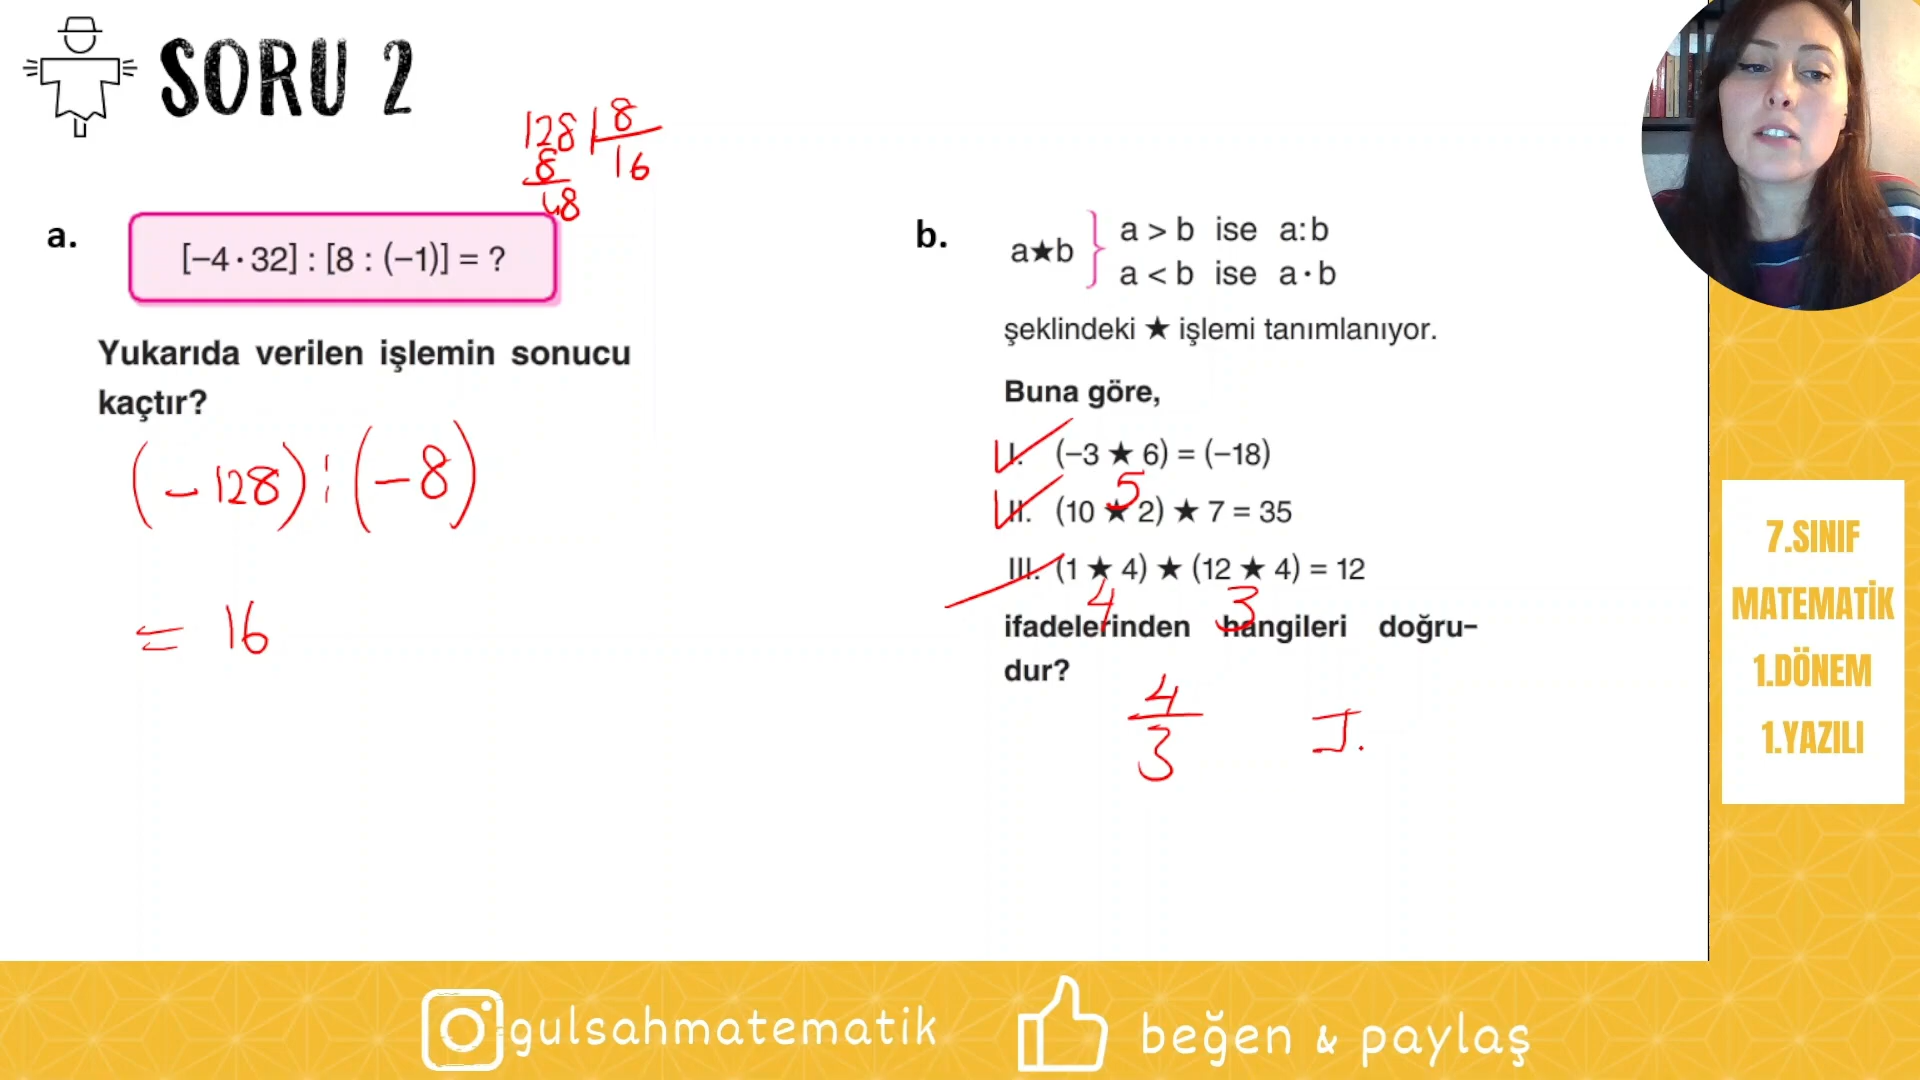 SORU 2
128 8
8 16
48
a.
[−4 · 32] : [8 : (−1)] = ?
Yukarıda verilen işlemin sonucu
kaçtır?
(-128) : (-8)
= 16
b.
a★b } a > b ise a:b
a < b ise a · b
şeklindeki ★ işlemi tanımlanıyor.
Buna göre,
I. (−3 ★ 6) = (−18)
5
II. (10 ★ 2) ★ 7 = 35
III. (1 ★ 4) ★ (12 ★ 4) = 12
4 3
ifadelerinden hangileri doğru−
dur?
4
3
I.
7.SINIF
MATEMATİK
1.DÖNEM
1.YAZILI
gulsahmatematik
beğen & paylaş